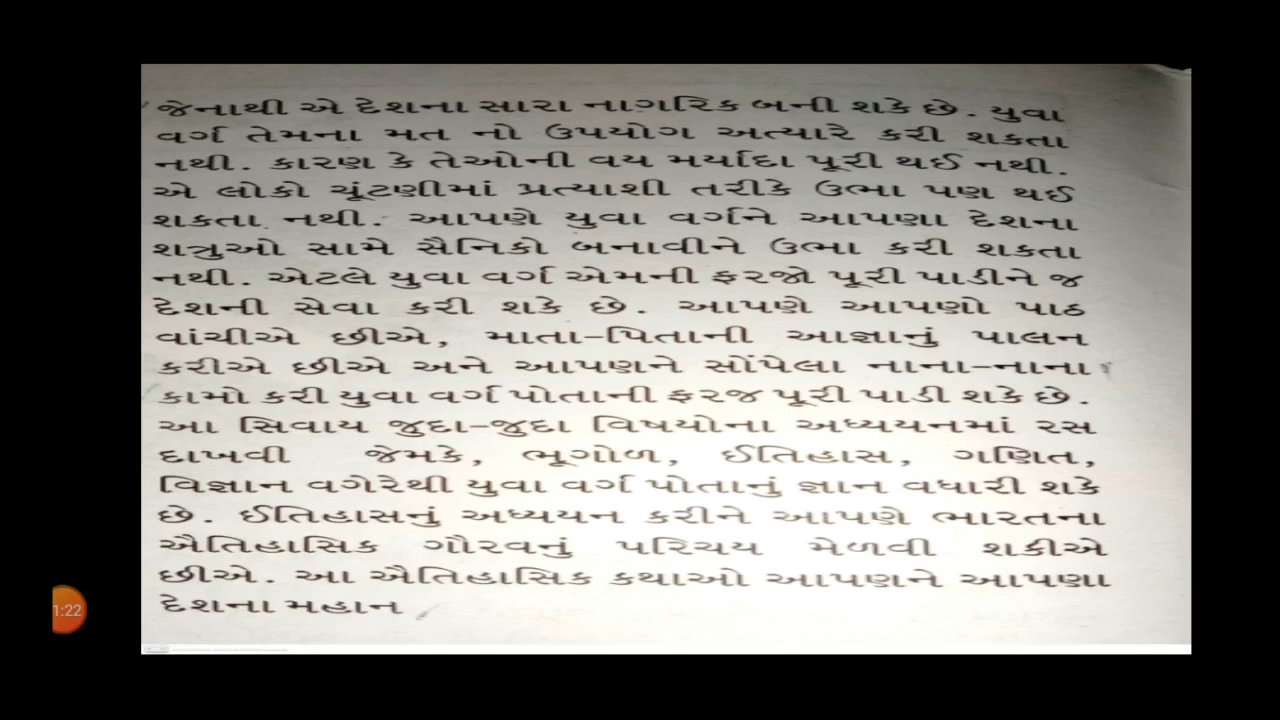 જેનાથી એ દેશના સારા નાગરિક બની શકે છે. યુવા
વર્ગ તેમના મત નો ઉપયોગ અત્યારે કરી શકતા
નથી. કારણ કે તેઓની વય મર્યાદા પૂરી થઈ નથી.
એ લોકો ચૂંટણીમાં પ્રત્યાશી તરીકે ઉભા પણ થઈ
શકતા નથી. આપણે યુવા વર્ગને આપણા દેશના
શત્રુઓ સામે સૈનિકો બનાવીને ઉભા કરી શકતા
નથી. એટલે યુવા વર્ગ એમની ફરજો પૂરી પાડીને જ
દેશની સેવા કરી શકે છે. આપણે આપણો પાઠ
વાંચીએ છીએ, માતા-પિતાની આજ્ઞાનું પાલન
કરીએ છીએ અને આપણને સોંપેલા નાના-નાના
કામો કરી યુવા વર્ગ પોતાની ફરજ પૂરી પાડી શકે છે.
આ સિવાય જુદા-જુદા વિષયોના અધ્યયનમાં રસ
દાખવી જેમકે, ભૂગોળ, ઈતિહાસ, ગણિત,
વિજ્ઞાન વગેરેથી યુવા વર્ગ પોતાનું જ્ઞાન વધારી શકે
છે. ઈતિહાસનું અધ્યયન કરીને આપણે ભારતના
ઐતિહાસિક ગૌરવનું પરિચય મેળવી શકીએ
છીએ. આ ઐતિહાસિક કથાઓ આપણને આપણા
દેશના મહાન
1:22